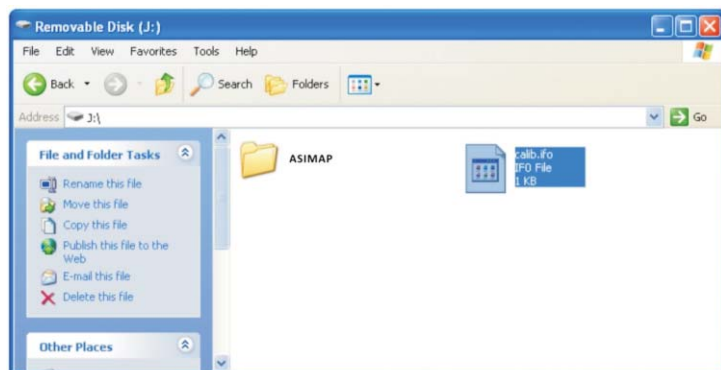 Removable Disk (J:)
File Edit View Favorites Tools Help
Back Search Folders
Address J:\ Go
File and Folder Tasks
Rename this file
Move this file
Copy this file
Publish this file to the
Web
E-mail this file
Delete this file
Other Places
ASIMAP
calib.ifo
IFO File
1 KB